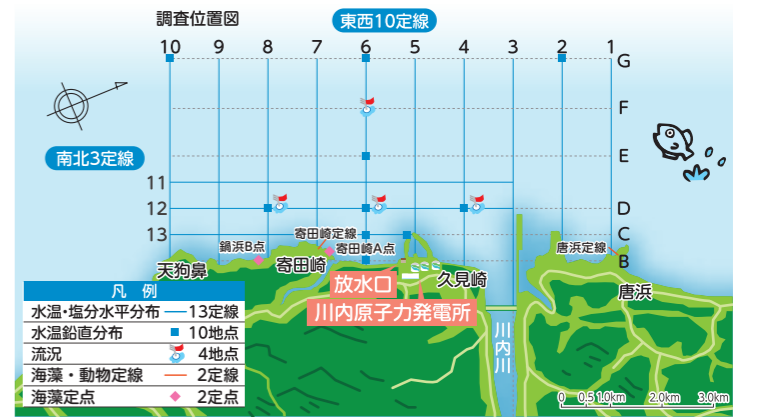 調査位置図
東西10定線
10 9 8 7 6 5 4 3 2 1
G
F
E
南北3定線
11
12
D
13
C
B
寄田崎定線
鍋浜B点
寄田崎A点
唐浜定線
天狗鼻
寄田崎
久見崎
唐浜
放水口
川内原子力発電所
川内川
凡 例
水温・塩分水平分布 13定線
水温鉛直分布 10地点
流況 4地点
海藻・動物定線 2定線
海藻定点 2定点
0 0.5 1.0km 2.0km 3.0km